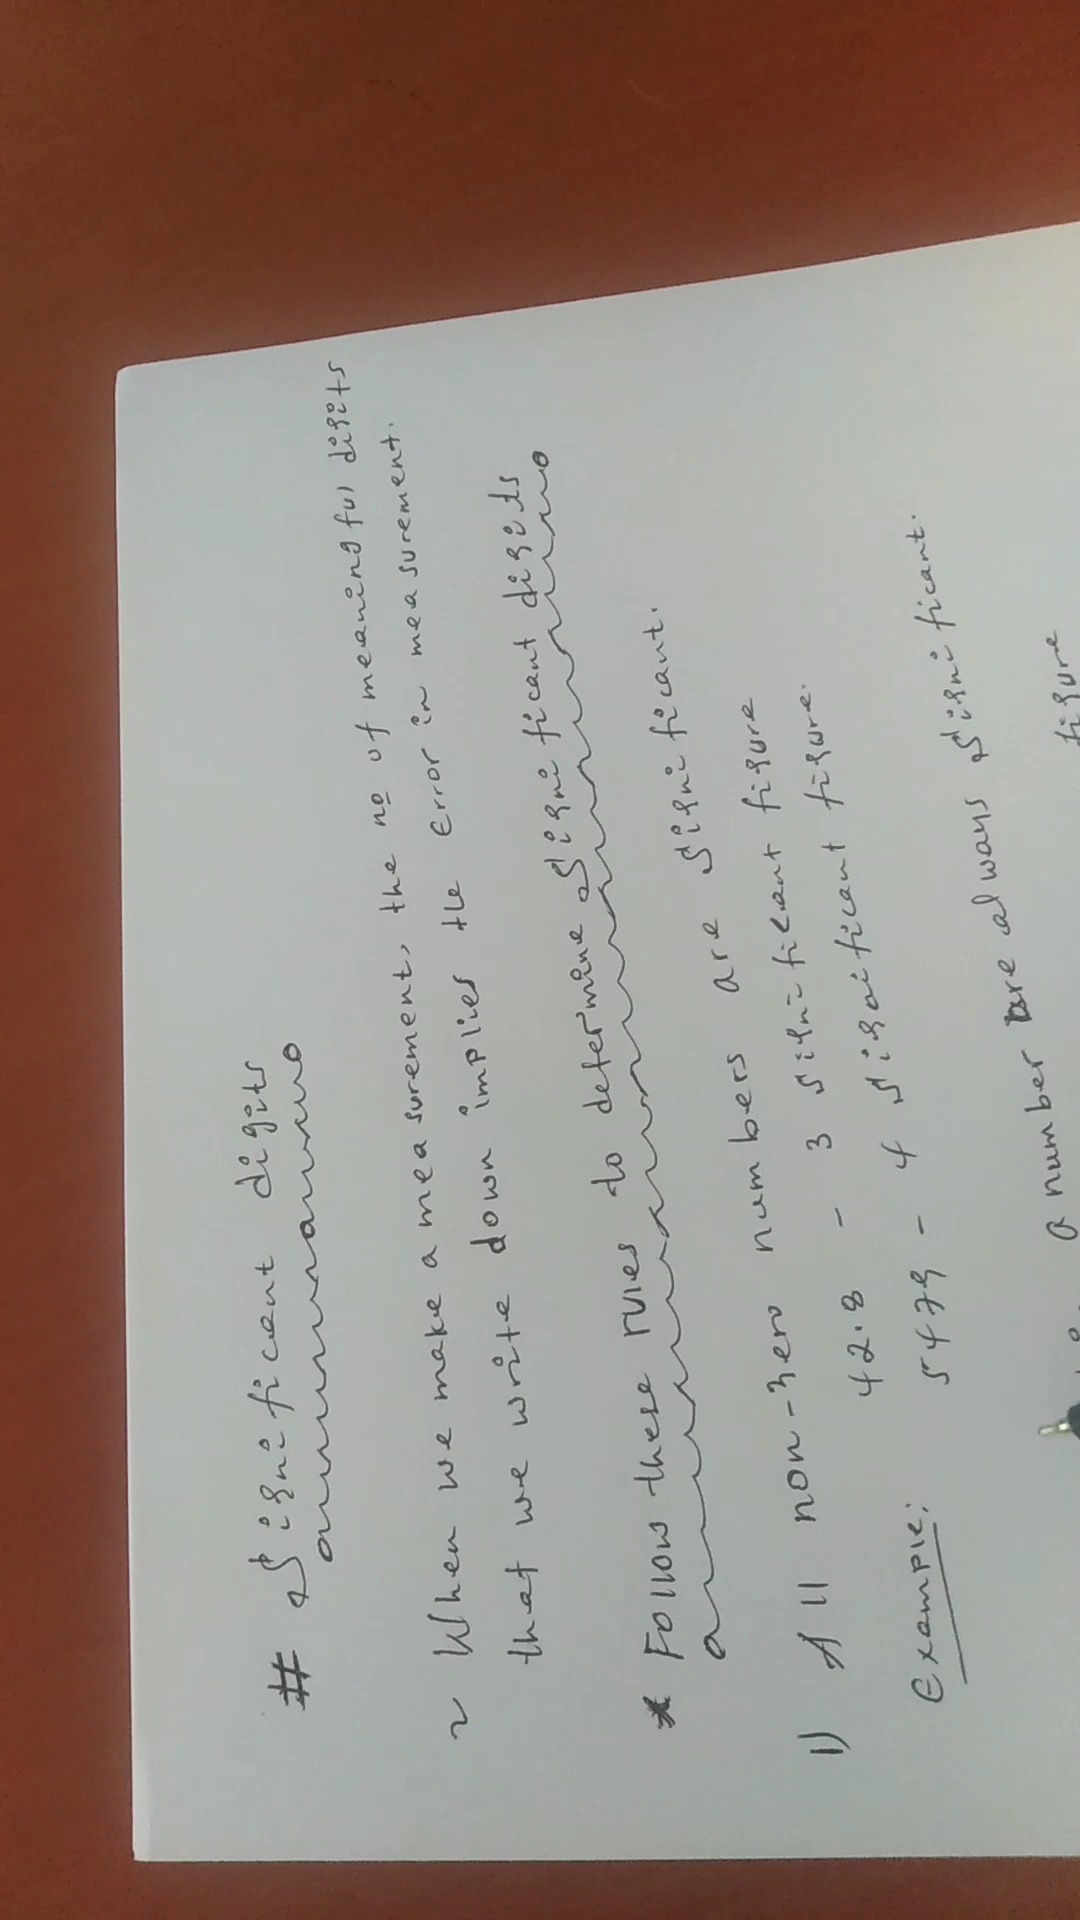 # Significant digits
~ When we make a measurement, the no of meaningful digits
that we write down implies the Error in measurement.
* Follow these rules to determine Significant digits
1) All non-zero numbers are Significant.
Example: 42.8 - 3 significant figure
5479 - 4 significant figure.
a number are always significant.
figure